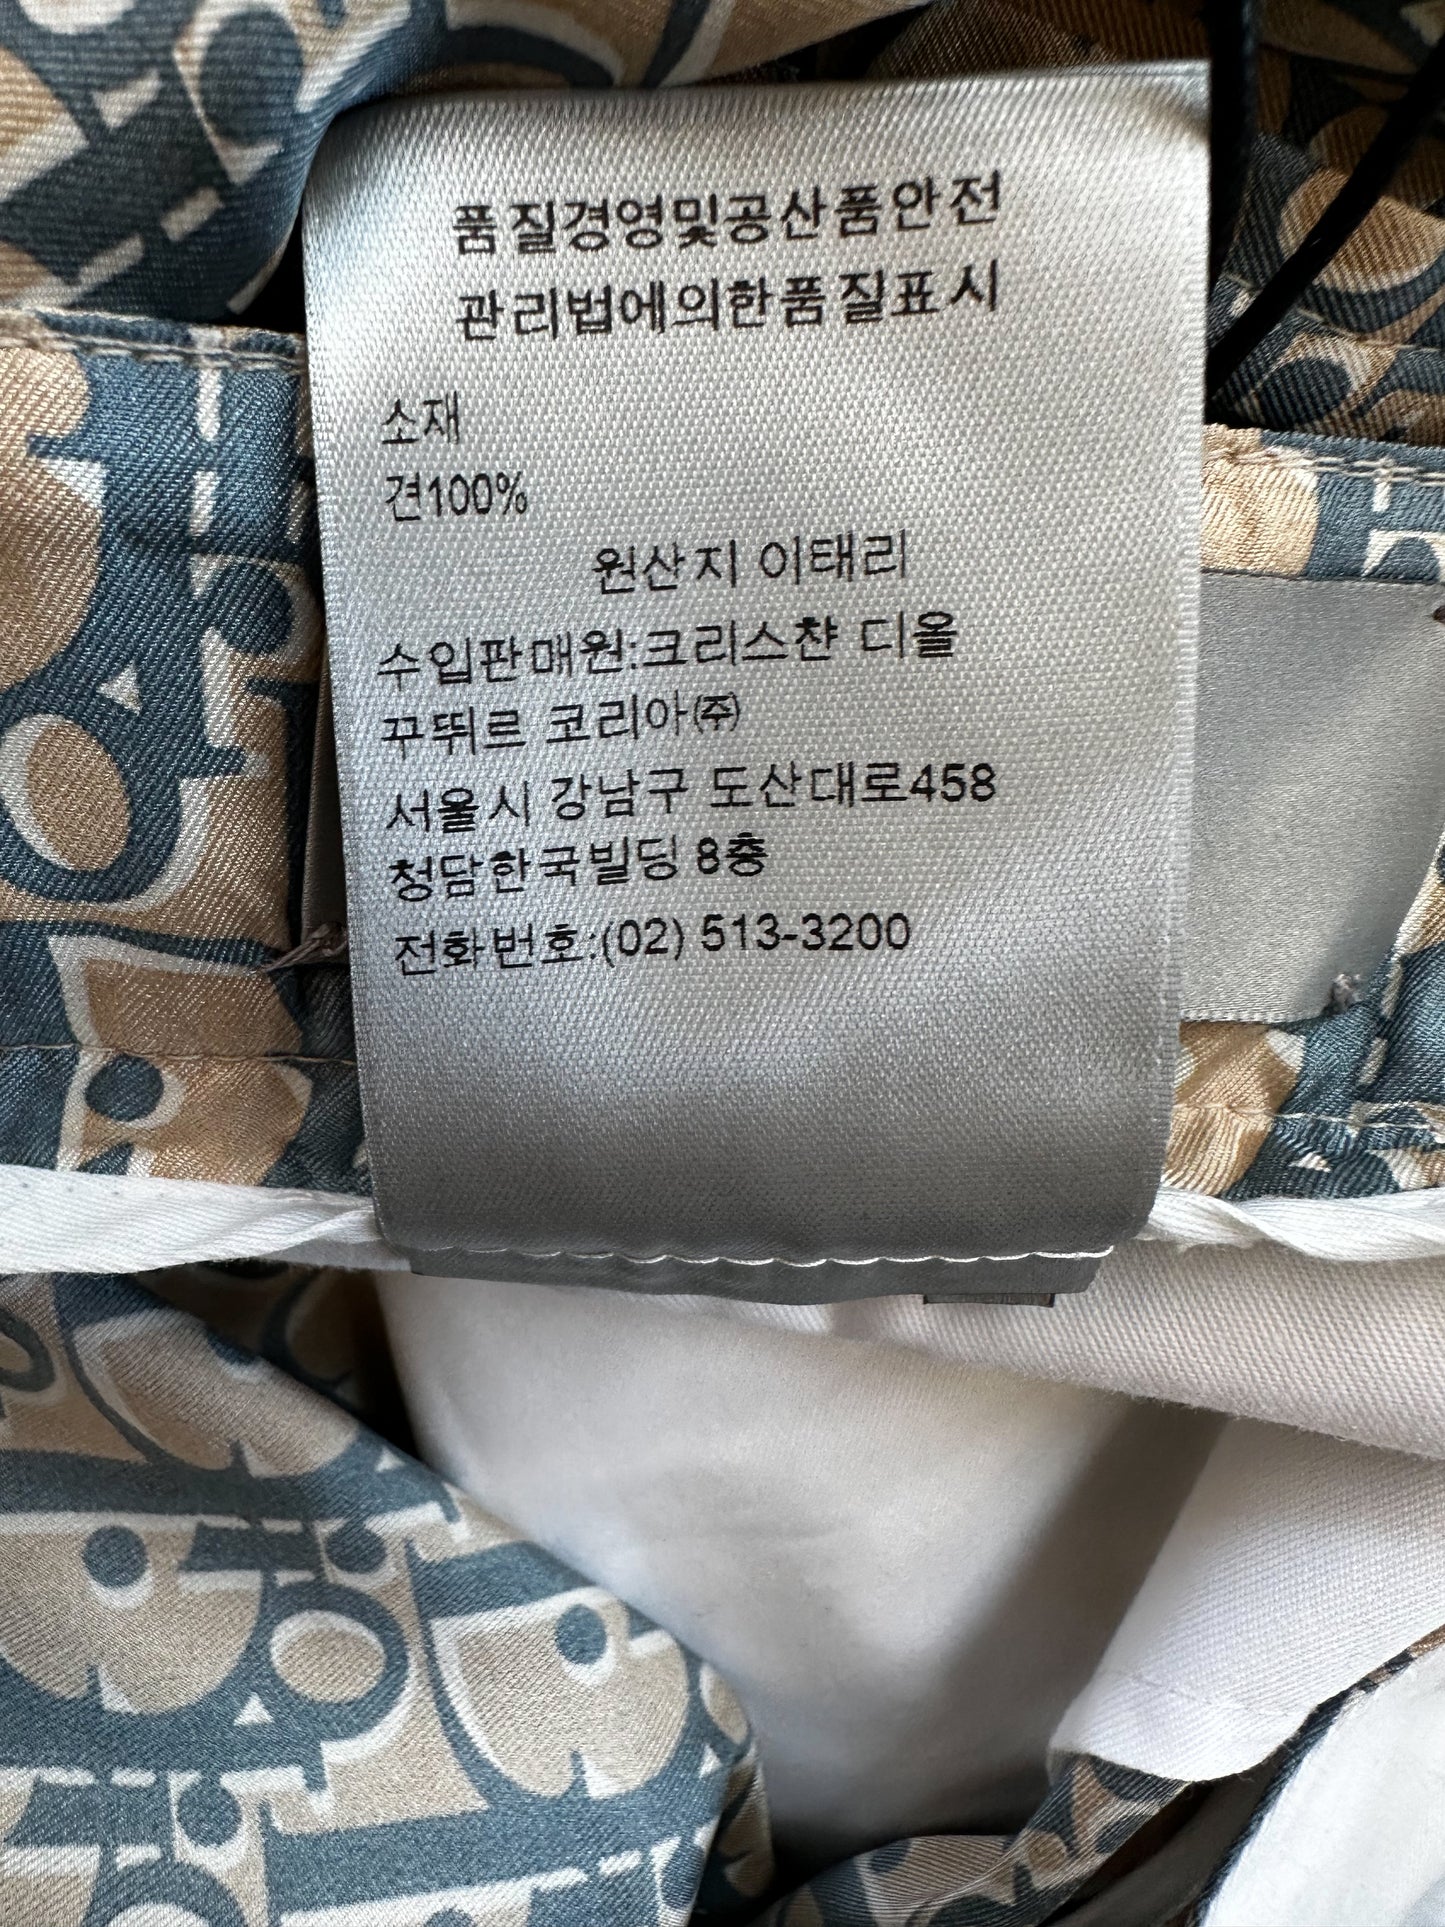 품질경영및공산품안전
관리법에의한품질표시
소재
견100%
원산지 이태리
수입판매원:크리스챤 디올
꾸뛰르 코리아㈜
서울시 강남구 도산대로458
청담한국빌딩 8층
전화번호:(02) 513-3200